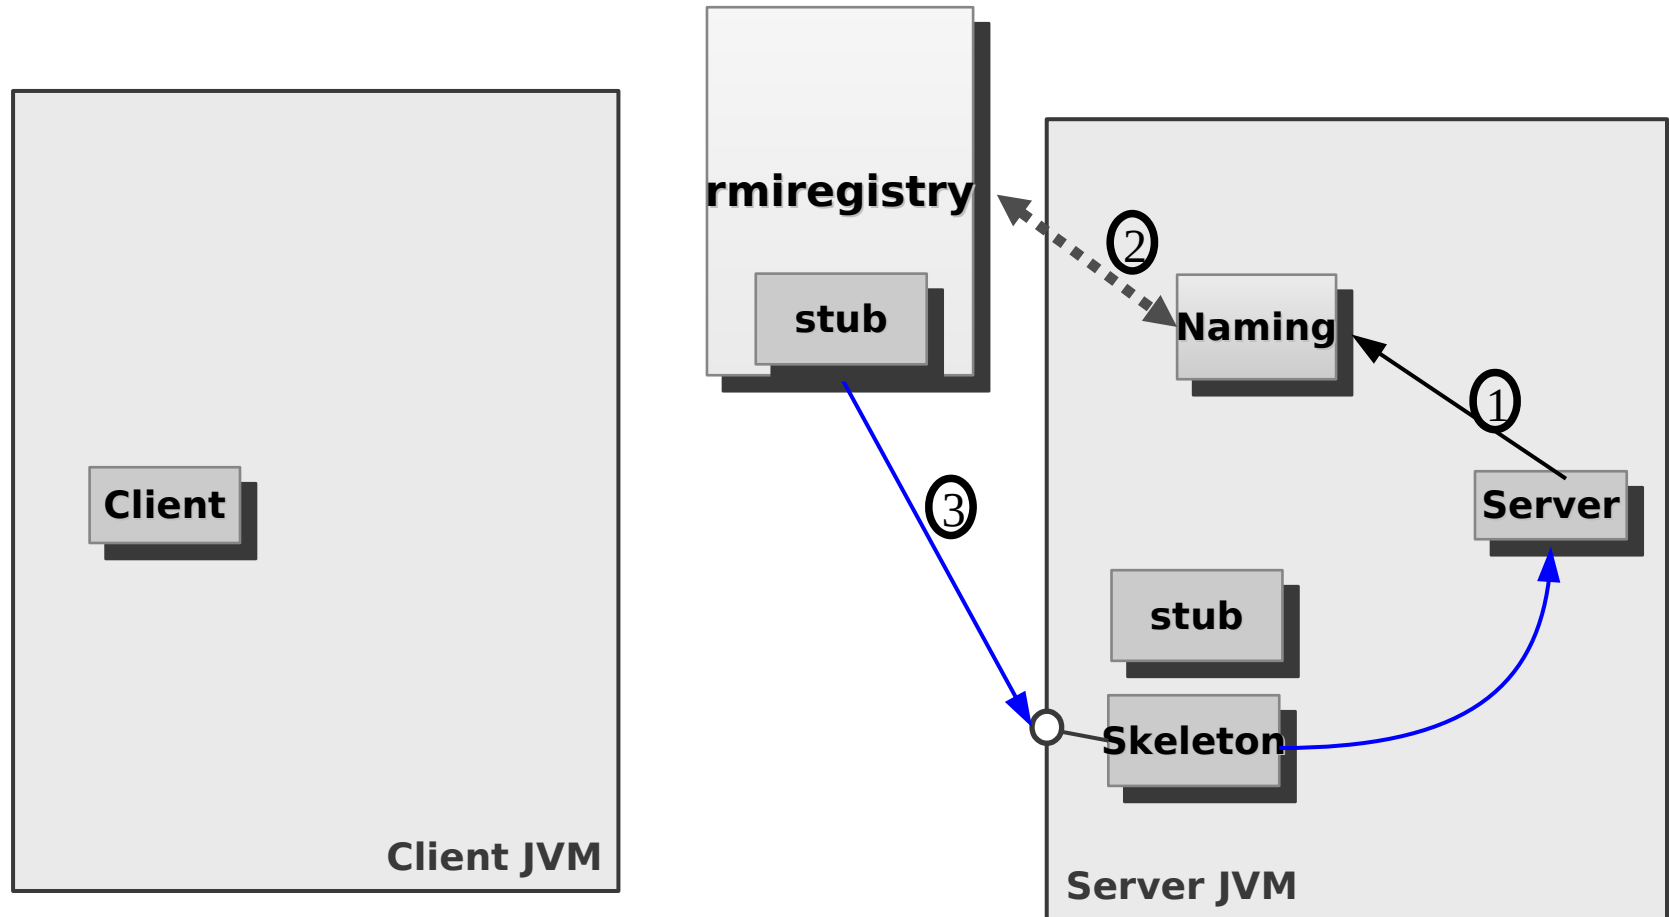 rmiregistry
stub
2
Naming
1
3
Client
Server
stub
Skeleton
Client JVM
Server JVM